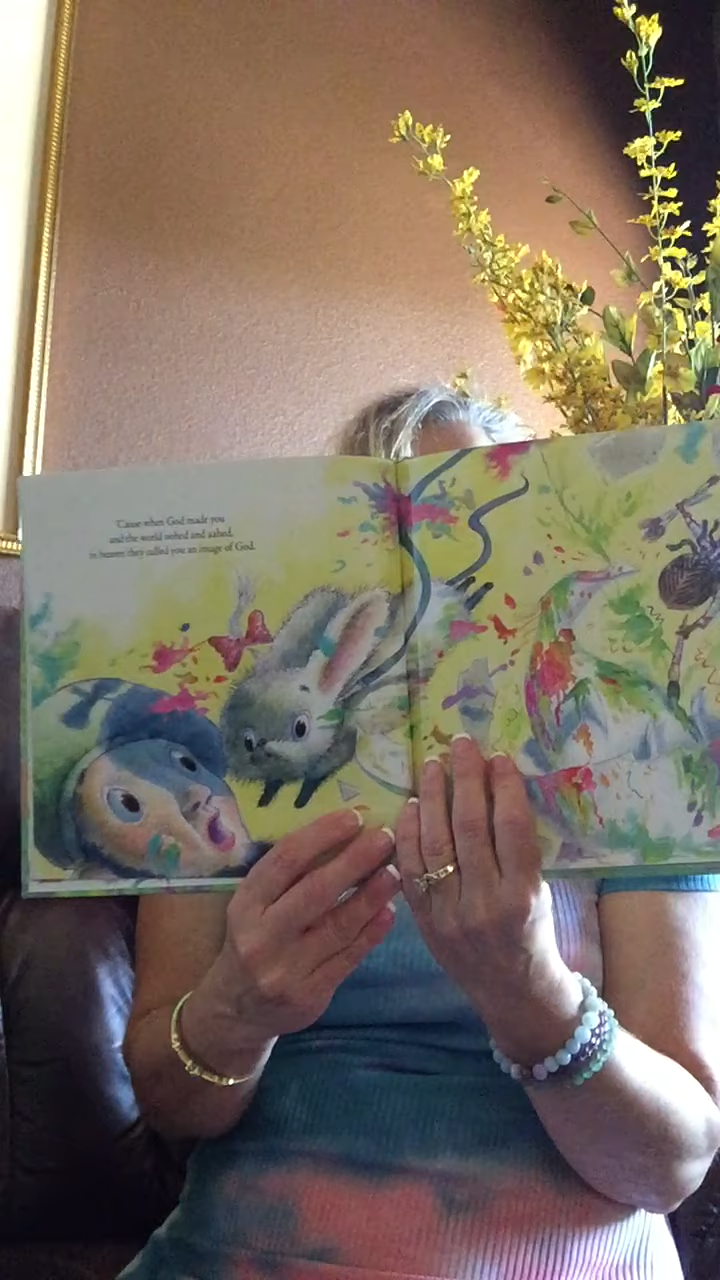 'Cause when God made you
and the world oohed and aahed,
in heaven they called you an image of God.